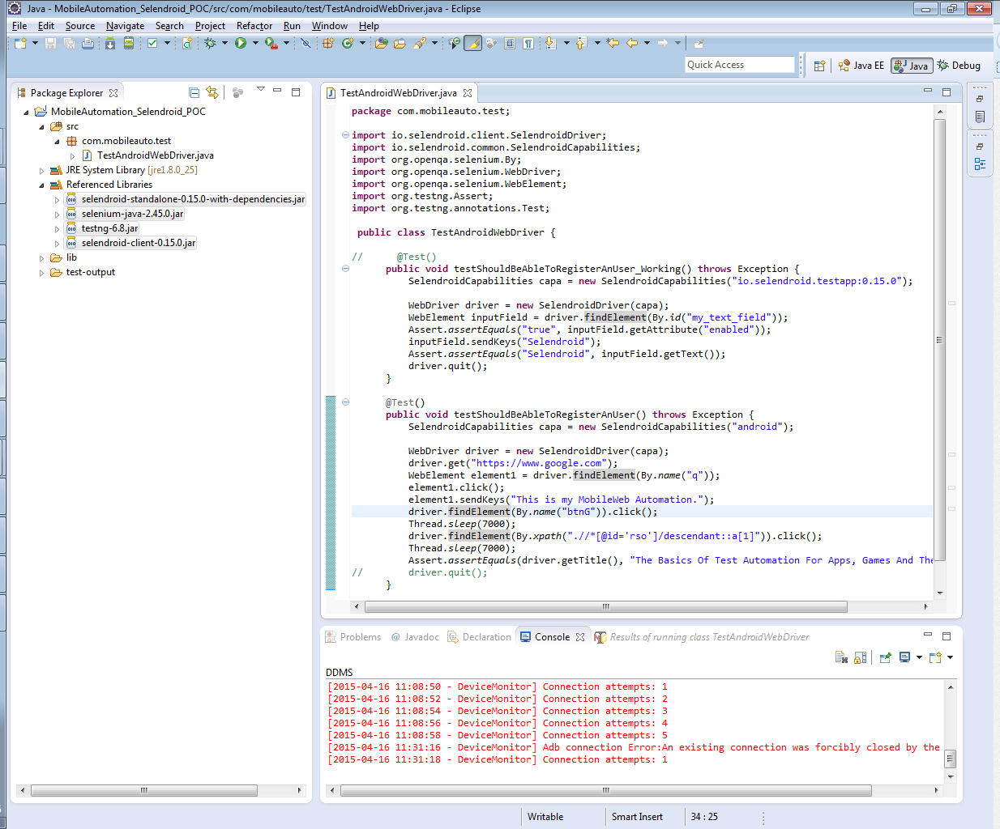 Java - MobileAutomation_Selendroid_POC/src/com/mobileauto/test/TestAndroidWebDriver.java - Eclipse
File Edit Source Navigate Search Project Refactor Run Window Help
Quick Access
Java EE
Java
Debug
Package Explorer
MobileAutomation_Selendroid_POC
src
com.mobileauto.test
TestAndroidWebDriver.java
JRE System Library [jre1.8.0_25]
Referenced Libraries
selendroid-standalone-0.15.0-with-dependencies.jar
selenium-java-2.45.0.jar
testng-6.8.jar
selendroid-client-0.15.0.jar
lib
test-output
TestAndroidWebDriver.java
package com.mobileauto.test;
import io.selendroid.client.SelendroidDriver;
import io.selendroid.common.SelendroidCapabilities;
import org.openqa.selenium.By;
import org.openqa.selenium.WebDriver;
import org.openqa.selenium.WebElement;
import org.testng.Assert;
import org.testng.annotations.Test;
public class TestAndroidWebDriver {
// @Test()
public void testShouldBeAbleToRegisterAnUser_Working() throws Exception {
SelendroidCapabilities capa = new SelendroidCapabilities("io.selendroid.testapp:0.15.0");
WebDriver driver = new SelendroidDriver(capa);
WebElement inputField = driver.findElement(By.id("my_text_field"));
Assert.assertEquals("true", inputField.getAttribute("enabled"));
inputField.sendKeys("Selendroid");
Assert.assertEquals("Selendroid", inputField.getText());
driver.quit();
}
@Test()
public void testShouldBeAbleToRegisterAnUser() throws Exception {
SelendroidCapabilities capa = new SelendroidCapabilities("android");
WebDriver driver = new SelendroidDriver(capa);
driver.get("https://www.google.com");
WebElement element1 = driver.findElement(By.name("q"));
element1.click();
element1.sendKeys("This is my MobileWeb Automation.");
driver.findElement(By.name("btnG")).click();
Thread.sleep(7000);
driver.findElement(By.xpath(".//*[@id='rso']/descendant::a[1]")).click();
Thread.sleep(7000);
Assert.assertEquals(driver.getTitle(), "The Basics Of Test Automation For Apps, Games And The
// driver.quit();
}
Problems @ Javadoc Declaration Console Results of running class TestAndroidWebDriver
DDMS
[2015-04-16 11:08:50 - DeviceMonitor] Connection attempts: 1
[2015-04-16 11:08:52 - DeviceMonitor] Connection attempts: 2
[2015-04-16 11:08:54 - DeviceMonitor] Connection attempts: 3
[2015-04-16 11:08:56 - DeviceMonitor] Connection attempts: 4
[2015-04-16 11:08:58 - DeviceMonitor] Connection attempts: 5
[2015-04-16 11:31:16 - DeviceMonitor] Adb connection Error:An existing connection was forcibly closed by the
[2015-04-16 11:31:18 - DeviceMonitor] Connection attempts: 1
Writable Smart Insert 34 : 25